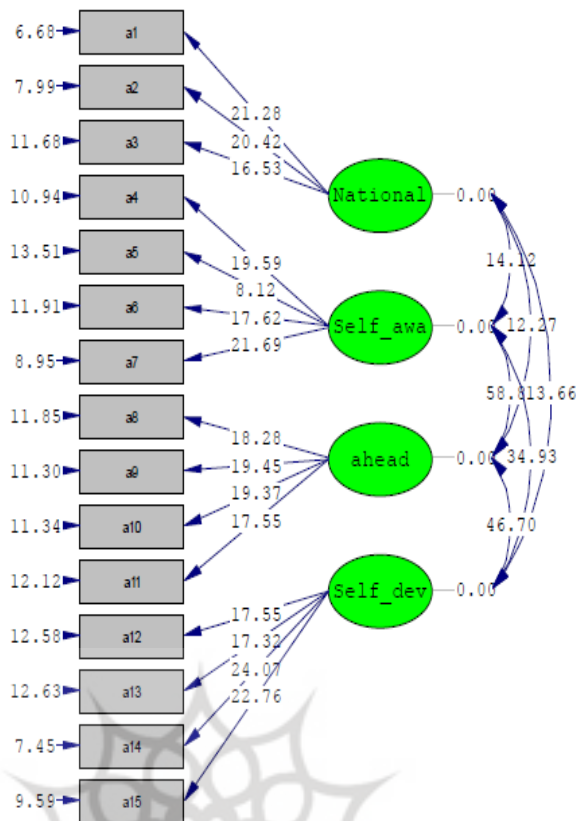 6.68 a1
7.99 a2
11.68 a3
10.94 a4
13.51 a5
11.91 a6
8.95 a7
11.85 a8
11.30 a9
11.34 a10
12.12 a11
12.58 a12
12.63 a13
7.45 a14
9.59 a15
21.28
20.42
16.53
19.59
8.12
17.62
21.69
18.28
19.45
19.37
17.55
17.55
17.32
24.07
22.76
National 0.00
Self_awa 0.00
ahead 0.00
Self_dev 0.00
14.12
12.27
13.66
34.93
46.70